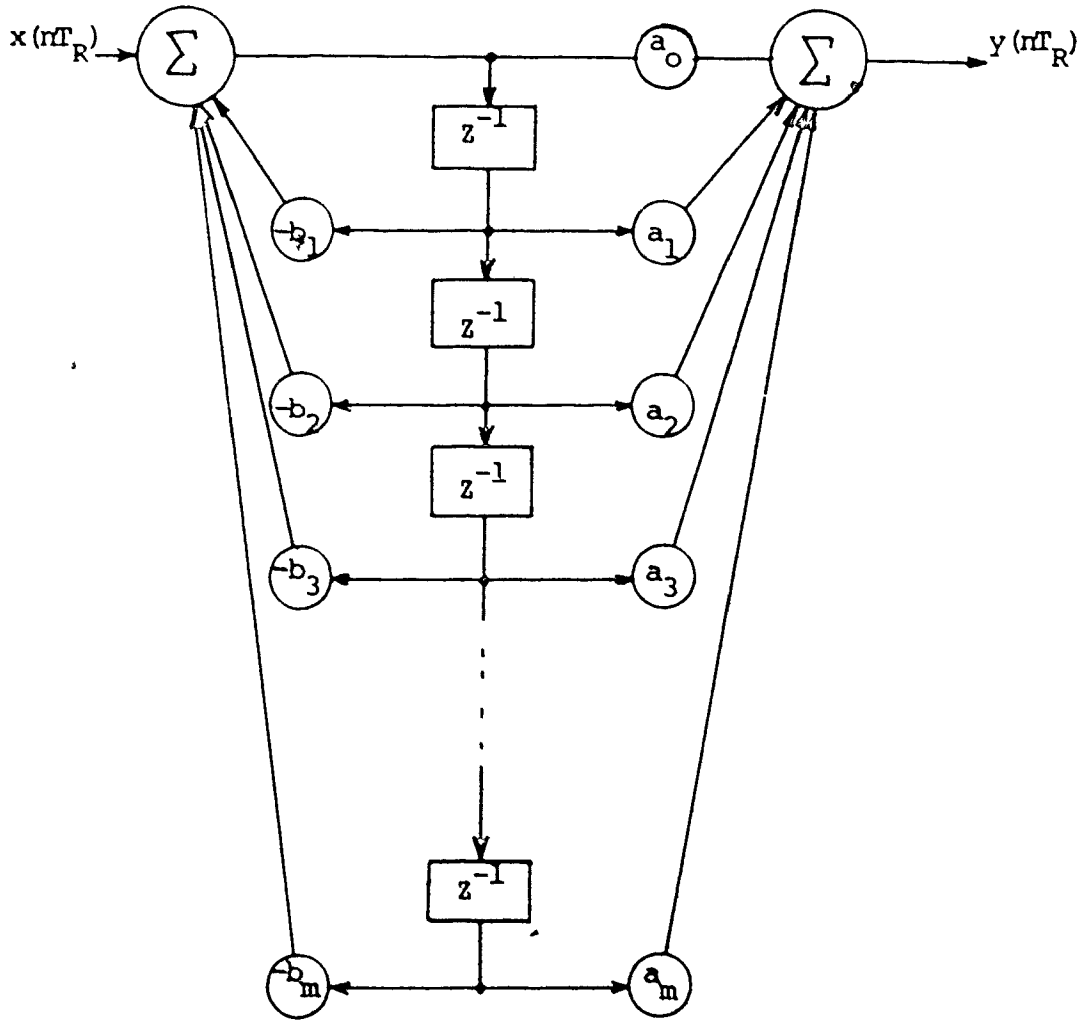 x(nT_R) Σ a_o Σ y(nT_R)
z^-1
-b_1 a_1
z^-1
-b_2 a_2
z^-1
-b_3 a_3
z^-1
-b_m a_m